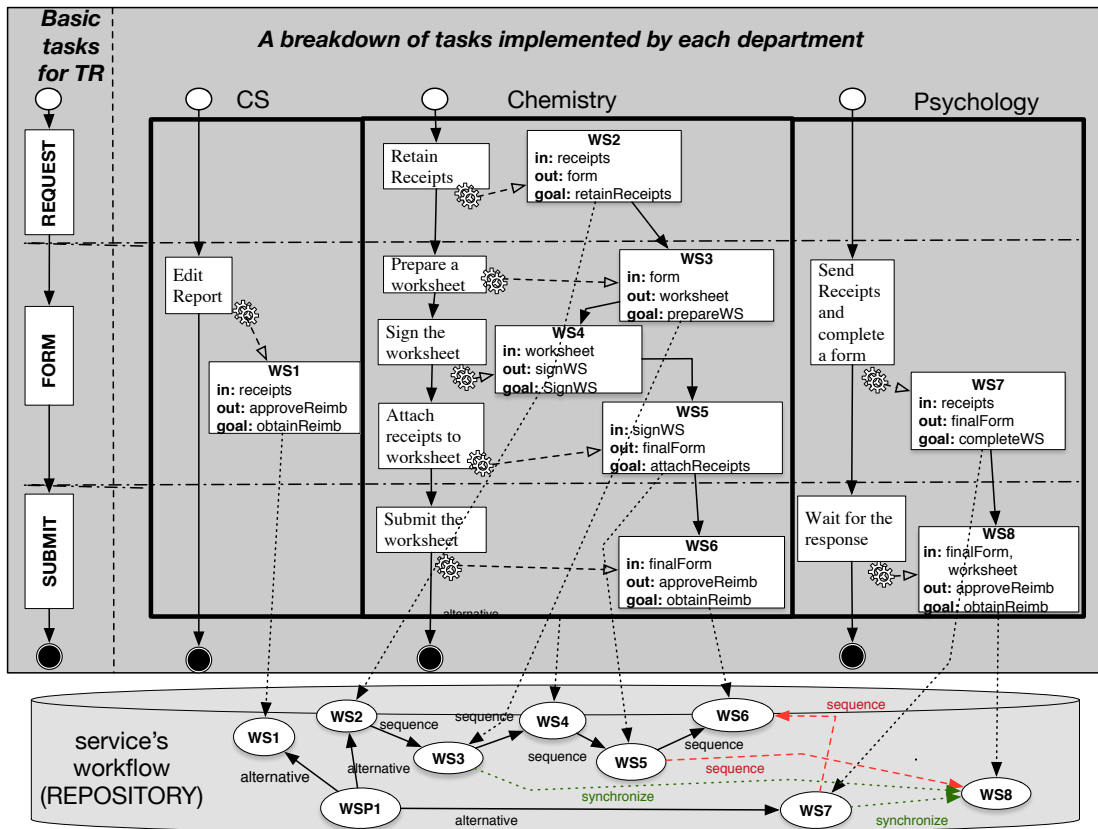 Basic
tasks
for TR
A breakdown of tasks implemented by each department
CS
Chemistry
Psychology
REQUEST
FORM
SUBMIT
Edit
Report
WS1
in: receipts
out: approveReimb
goal: obtainReimb
Retain
Receipts
WS2
in: receipts
out: form
goal: retainReceipts
Prepare a
worksheet
WS3
in: form
out: worksheet
goal: prepareWS
Sign the
worksheet
WS4
in: worksheet
out: signWS
goal: SignWS
Attach
receipts to
worksheet
WS5
in: signWS
out: finalForm
goal: attachReceipts
Submit the
worksheet
WS6
in: finalForm
out: approveReimb
goal: obtainReimb
alternative
Send
Receipts
and
complete
a form
WS7
in: receipts
out: finalForm
goal: completeWS
Wait for the
response
WS8
in: finalForm,
worksheet
out: approveReimb
goal: obtainReimb
service's
workflow
(REPOSITORY)
WS1
WS2
WS3
WS4
WS5
WS6
WS7
WS8
WSP1
alternative
alternative
alternative
sequence
sequence
sequence
sequence
sequence
sequence
synchronize
synchronize